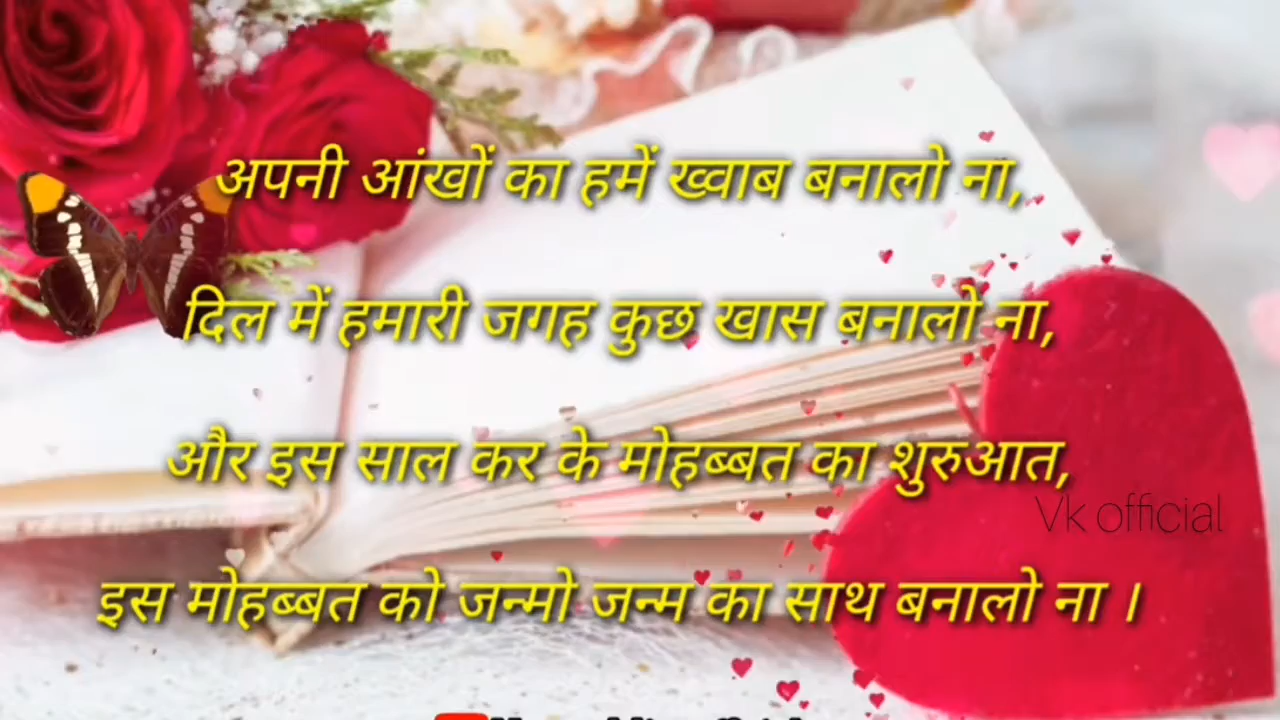 अपनी आंखों का हमें ख्वाब बनालो ना,
दिल में हमारी जगह कुछ खास बनालो ना,
और इस साल कर के मोहब्बत का शुरुआत,
Vk official
इस मोहब्बत को जन्मो जन्म का साथ बनालो ना ।